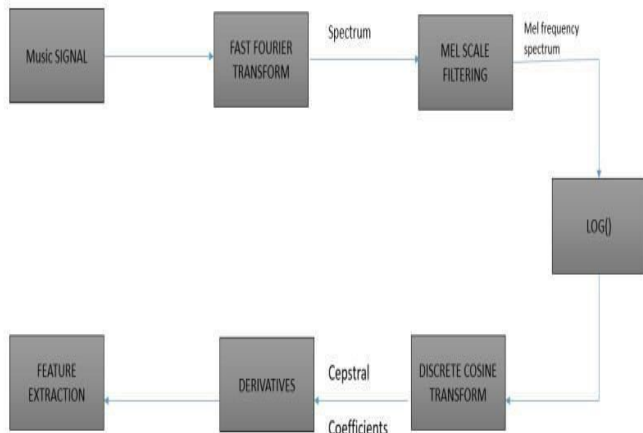 Music SIGNAL
FAST FOURIER
TRANSFORM
Spectrum
MEL SCALE
FILTERING
Mel frequency
spectrum
LOG()
DISCRETE COSINE
TRANSFORM
Cepstral
Coefficients
DERIVATIVES
FEATURE
EXTRACTION